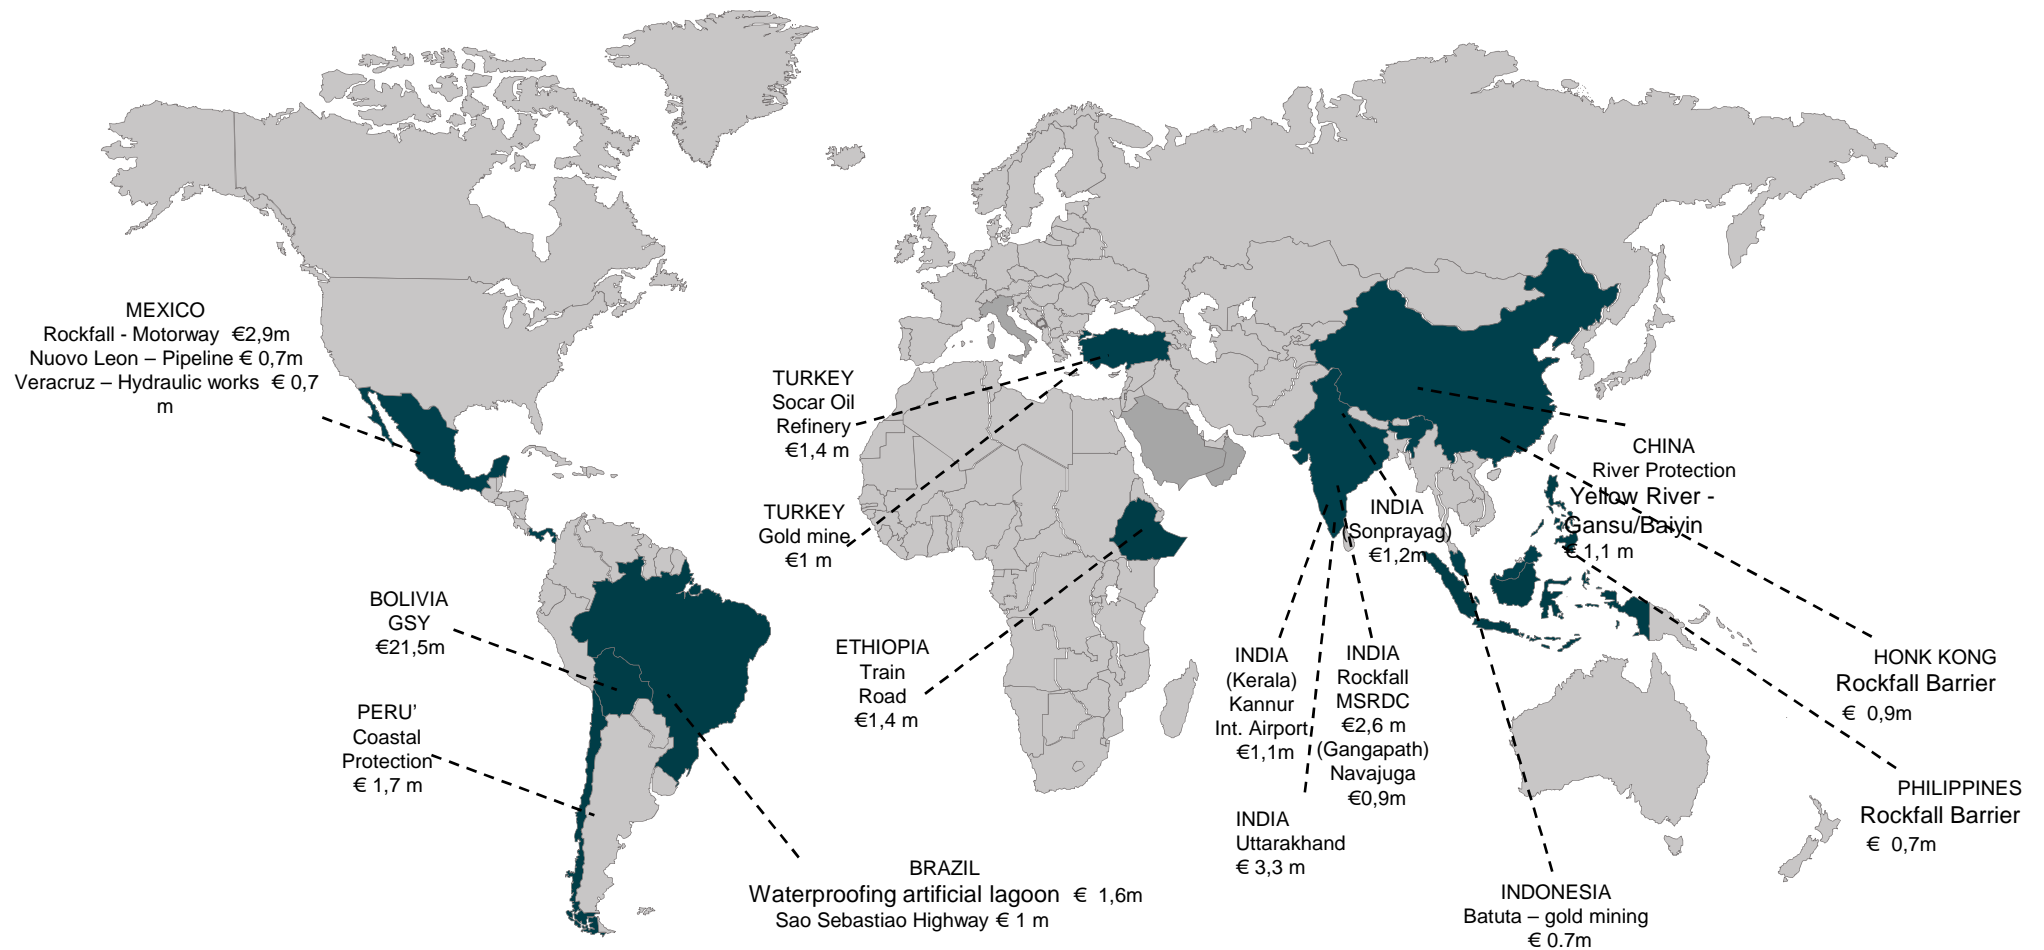 MEXICO
Rockfall - Motorway €2,9m
Nuovo Leon – Pipeline € 0,7m
Veracruz – Hydraulic works € 0,7
m
TURKEY
Socar Oil
Refinery
€1,4 m
TURKEY
Gold mine
€1 m
BOLIVIA
GSY
€21,5m
PERU’
Coastal
Protection
€ 1,7 m
ETHIOPIA
Train
Road
€1,4 m
BRAZIL
Waterproofing artificial lagoon € 1,6m
Sao Sebastiao Highway € 1 m
INDIA
(Sonprayag)
€1,2m
INDIA
(Kerala)
Kannur
Int. Airport
€1,1m
INDIA
Rockfall
MSRDC
€2,6 m
(Gangapath)
Navajuga
€0,9m
INDIA
Uttarakhand
€ 3,3 m
CHINA
River Protection
Yellow River -
Gansu/Baiyin
€ 1,1 m
HONK KONG
Rockfall Barrier
€ 0,9m
PHILIPPINES
Rockfall Barrier
€ 0,7m
INDONESIA
Batuta – gold mining
€ 0.7m